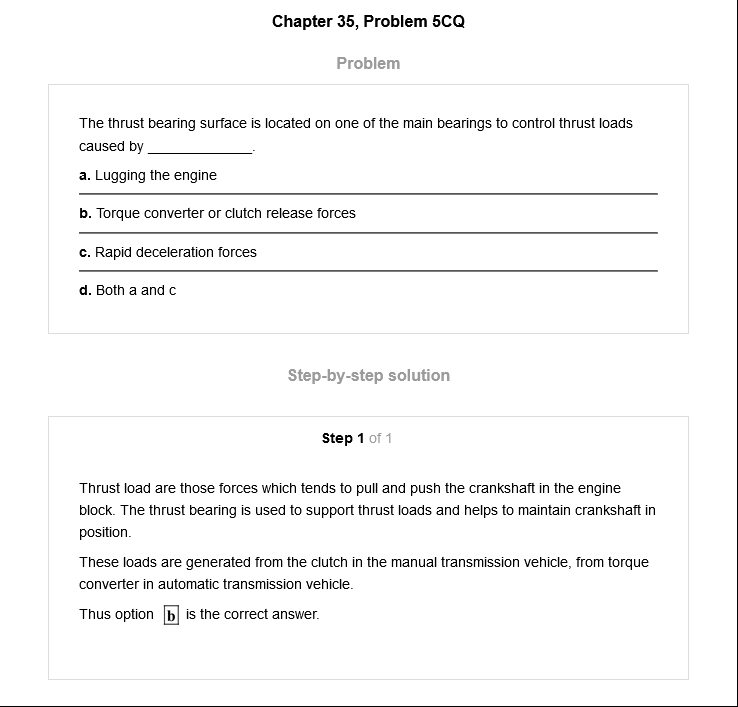 Chapter 35, Problem 5CQ
Problem
The thrust bearing surface is located on one of the main bearings to control thrust loads
caused by _____________.
a. Lugging the engine
b. Torque converter or clutch release forces
c. Rapid deceleration forces
d. Both a and c
Step-by-step solution
Step 1 of 1
Thrust load are those forces which tends to pull and push the crankshaft in the engine
block. The thrust bearing is used to support thrust loads and helps to maintain crankshaft in
position.
These loads are generated from the clutch in the manual transmission vehicle, from torque
converter in automatic transmission vehicle.
Thus option b is the correct answer.